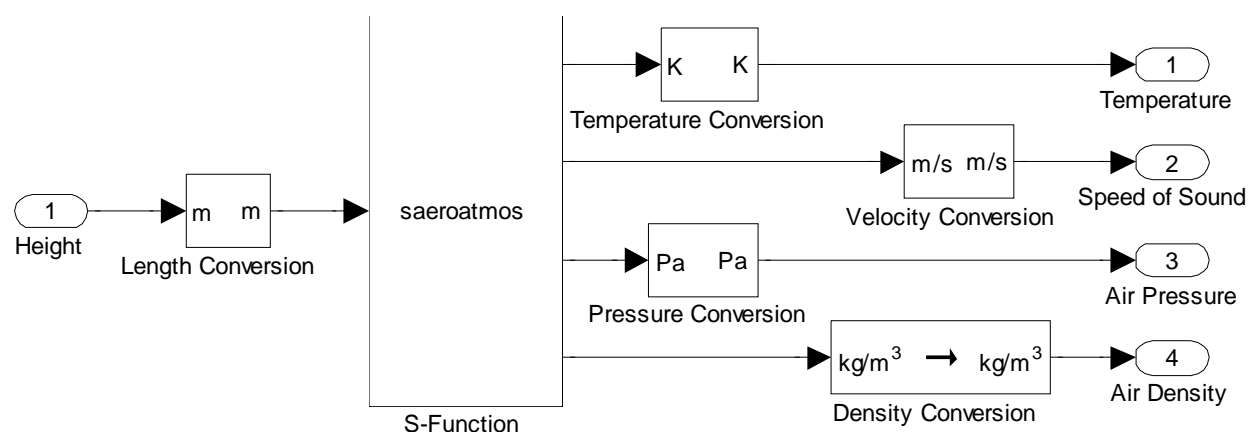 K K
1
Temperature Conversion
Temperature
m/s m/s
2
Velocity Conversion
Speed of Sound
1
m m
saeroatmos
Height
Length Conversion
Pa Pa
3
Pressure Conversion
Air Pressure
kg/m³ → kg/m³
4
Density Conversion
Air Density
S-Function